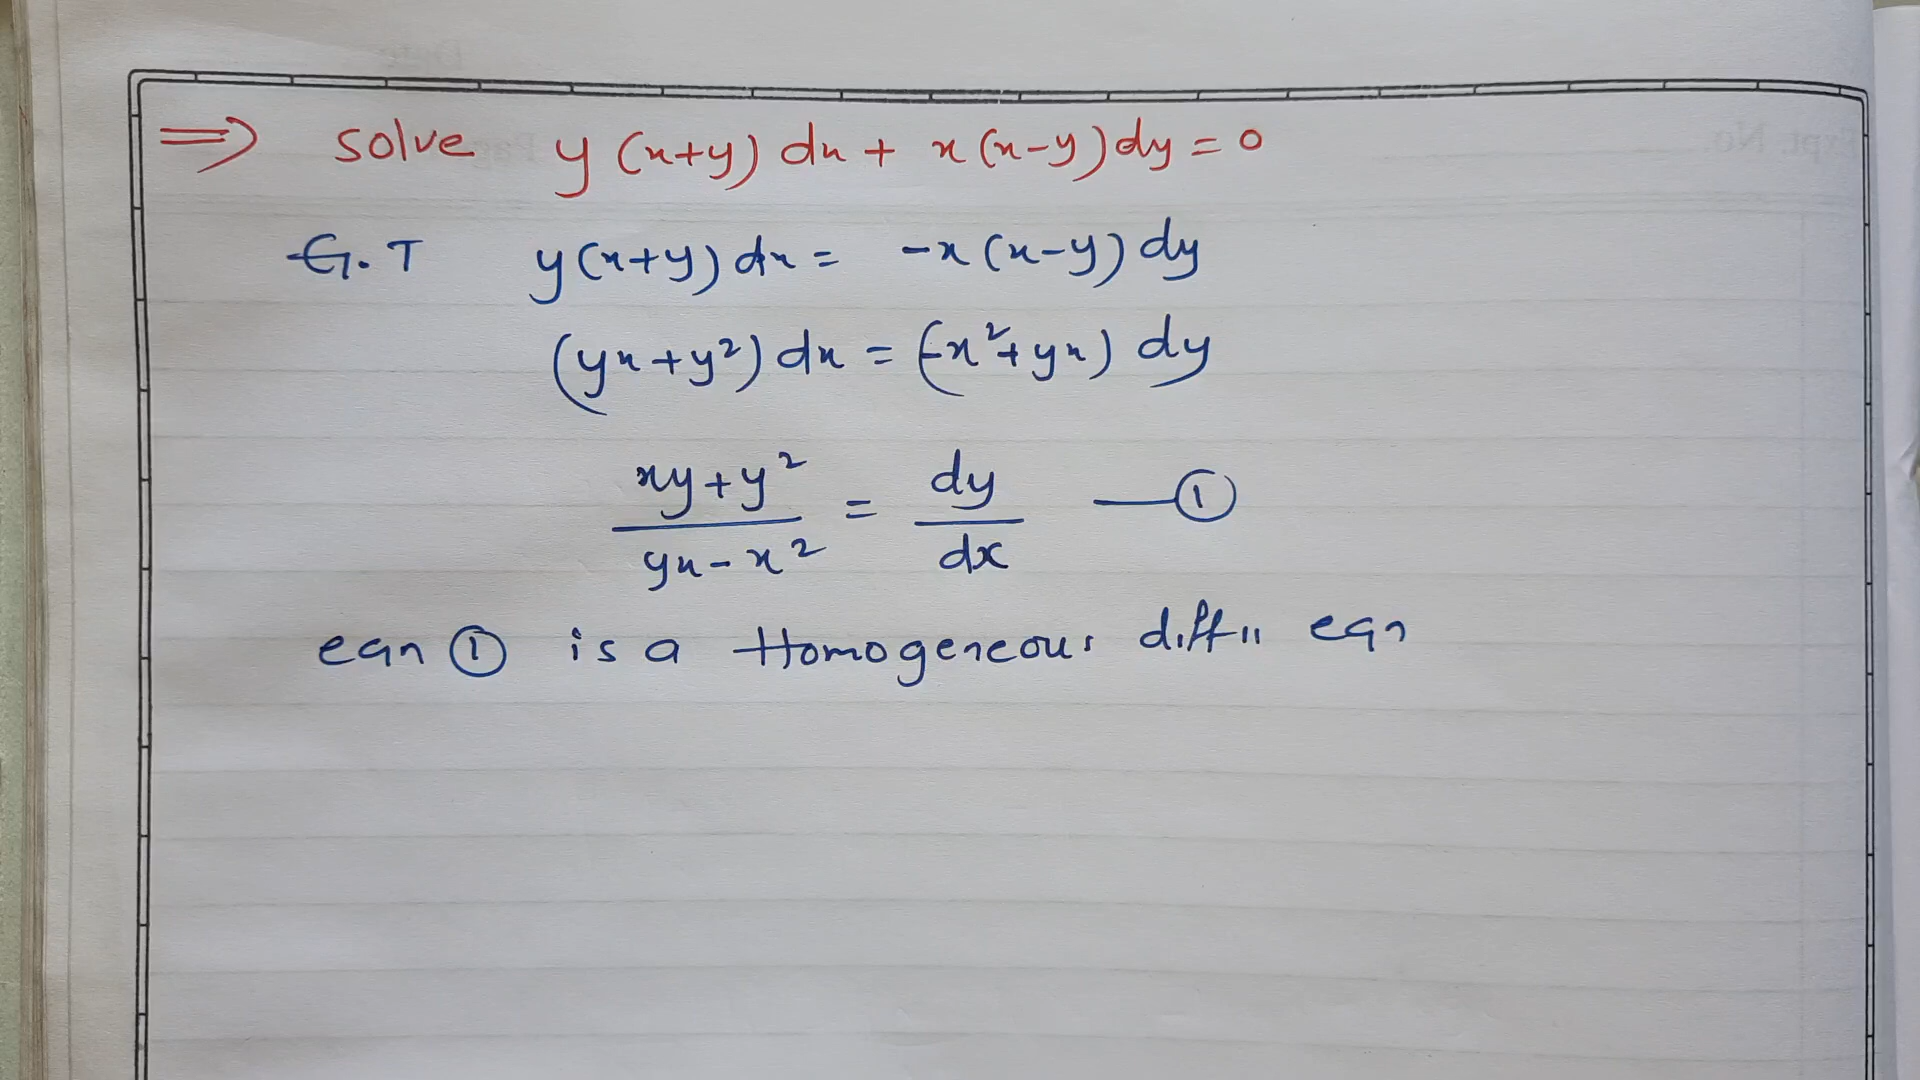 ⇒ solve y (x+y) dx + x (x-y) dy = 0
G.T y(x+y) dx = -x (x-y) dy
(yx+y²) dx = (-x²+yx) dy
xy+y² / yx-x² = dy / dx —①
eqn ① is a Homogeneous diff'' eqn